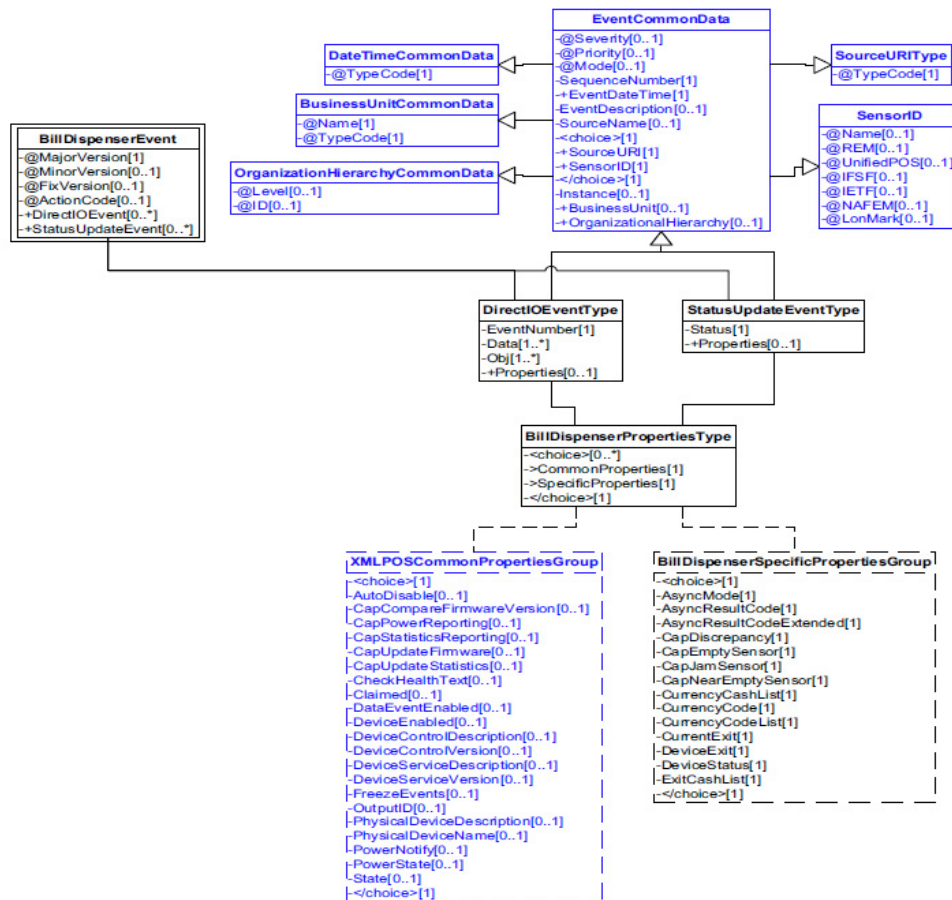 EventCommonData
-@Severity[0..1]
-@Priority[0..1]
-@Mode[0..1]
-SequenceNumber[1]
-+EventDateTime[1]
-EventDescription[0..1]
-SourceName[0..1]
-<choice>[1]
-+SourceURI[1]
-+SensorID[1]
-</choice>[1]
-Instance[0..1]
-+BusinessUnit[0..1]
-+OrganizationalHierarchy[0..1]
DateTimeCommonData
-@TypeCode[1]
SourceURIType
-@TypeCode[1]
BusinessUnitCommonData
-@Name[1]
-@TypeCode[1]
SensorID
-@Name[0..1]
-@REM[0..1]
-@UnifiedPOS[0..1]
-@IFSF[0..1]
-@IETF[0..1]
-@NAFEM[0..1]
-@LonMark[0..1]
BillDispenserEvent
-@MajorVersion[1]
-@MinorVersion[0..1]
-@FixVersion[0..1]
-@ActionCode[0..1]
-+DirectIOEvent[0..*]
-+StatusUpdateEvent[0..*]
OrganizationHierarchyCommonData
-@Level[0..1]
-@ID[0..1]
DirectIOEventType
-EventNumber[1]
-Data[1..*]
-Obj[1..*]
-+Properties[0..1]
StatusUpdateEventType
-Status[1]
-+Properties[0..1]
BillDispenserPropertiesType
-<choice>[0..*]
->CommonProperties[1]
->SpecificProperties[1]
-</choice>[1]
XMLPOSCommonPropertiesGroup
-<choice>[1]
-AutoDisable[0..1]
-CapCompareFirmwareVersion[0..1]
-CapPowerReporting[0..1]
-CapStatisticsReporting[0..1]
-CapUpdateFirmware[0..1]
-CapUpdateStatistics[0..1]
-CheckHealthText[0..1]
-Claimed[0..1]
-DataEventEnabled[0..1]
-DeviceEnabled[0..1]
-DeviceControlDescription[0..1]
-DeviceControlVersion[0..1]
-DeviceServiceDescription[0..1]
-DeviceServiceVersion[0..1]
-FreezeEvents[0..1]
-OutputID[0..1]
-PhysicalDeviceDescription[0..1]
-PhysicalDeviceName[0..1]
-PowerNotify[0..1]
-PowerState[0..1]
-State[0..1]
-</choice>[1]
BillDispenserSpecificPropertiesGroup
-<choice>[1]
-AsyncMode[1]
-AsyncResultCode[1]
-AsyncResultCodeExtended[1]
-CapDiscrepancy[1]
-CapEmptySensor[1]
-CapJamSensor[1]
-CapNearEmptySensor[1]
-CurrencyCashList[1]
-CurrencyCode[1]
-CurrencyCodeList[1]
-CurrentExit[1]
-DeviceExit[1]
-DeviceStatus[1]
-ExitCashList[1]
-</choice>[1]